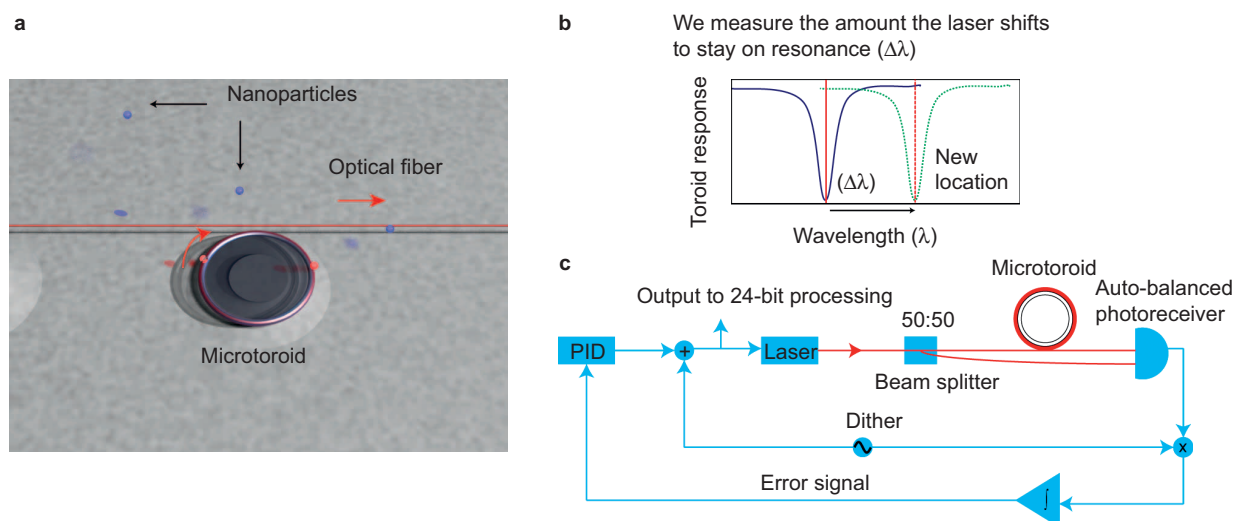 a
Nanoparticles
Optical fiber
Microtoroid
b
We measure the amount the laser shifts
to stay on resonance (Δλ)
Toroid response
(Δλ)
New
location
Wavelength (λ)
c
Microtoroid
Output to 24-bit processing
Auto-balanced
photoreceiver
50:50
PID
+
Laser
Beam splitter
Dither
x
Error signal
∫